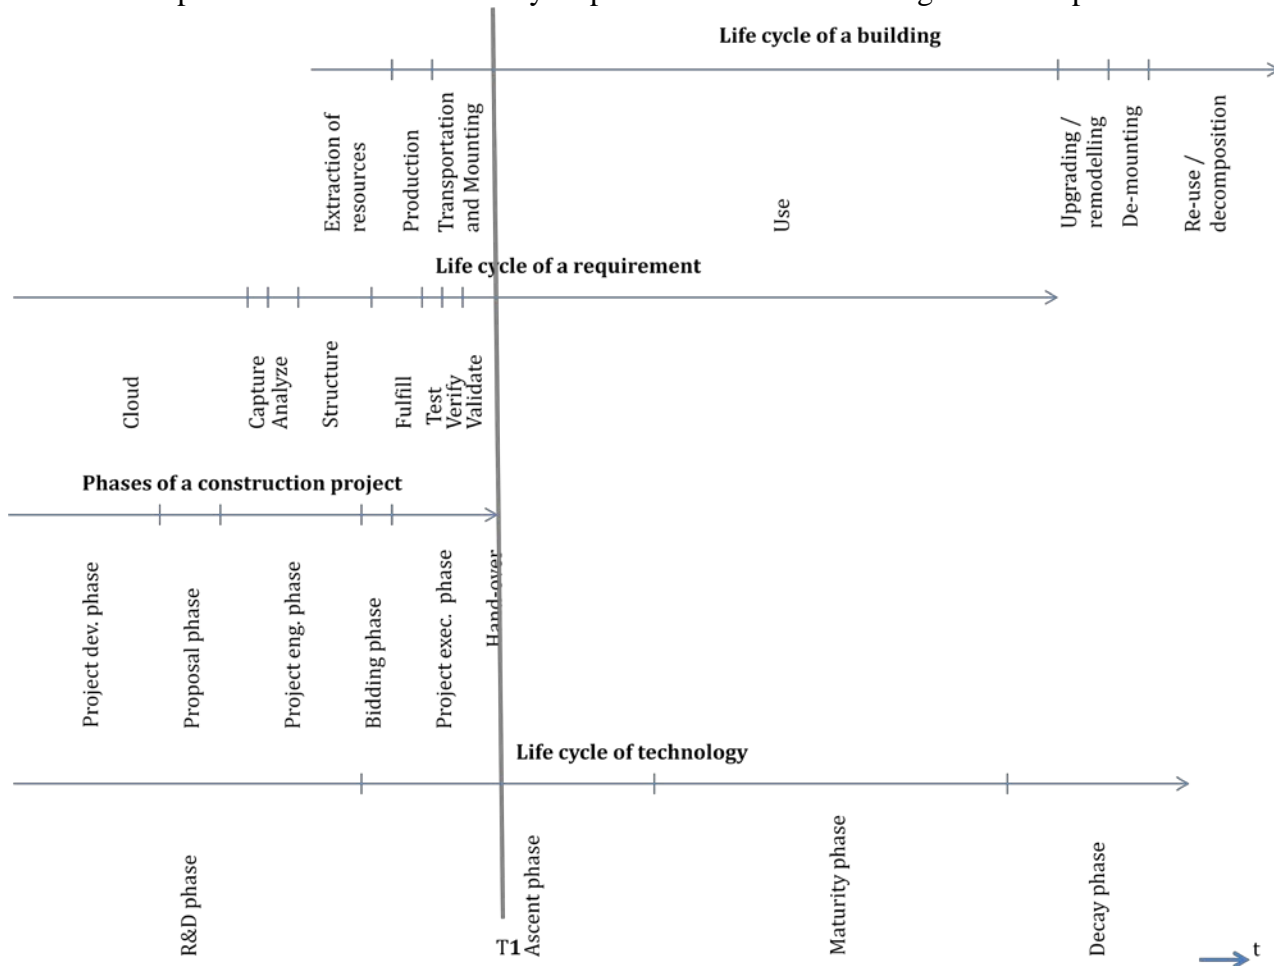 Life cycle of a building
Extraction of
resources
Production
Transportation
and Mounting
Use
Upgrading /
remodelling
De-mounting
Re-use /
decomposition
Life cycle of a requirement
Cloud
Capture
Analyze
Structure
Fulfill
Test
Verify
Validate
Phases of a construction project
Project dev. phase
Proposal phase
Project eng. phase
Bidding phase
Project exec. phase
Hand-over
Life cycle of technology
R&D phase
T1
Ascent phase
Maturity phase
Decay phase
t